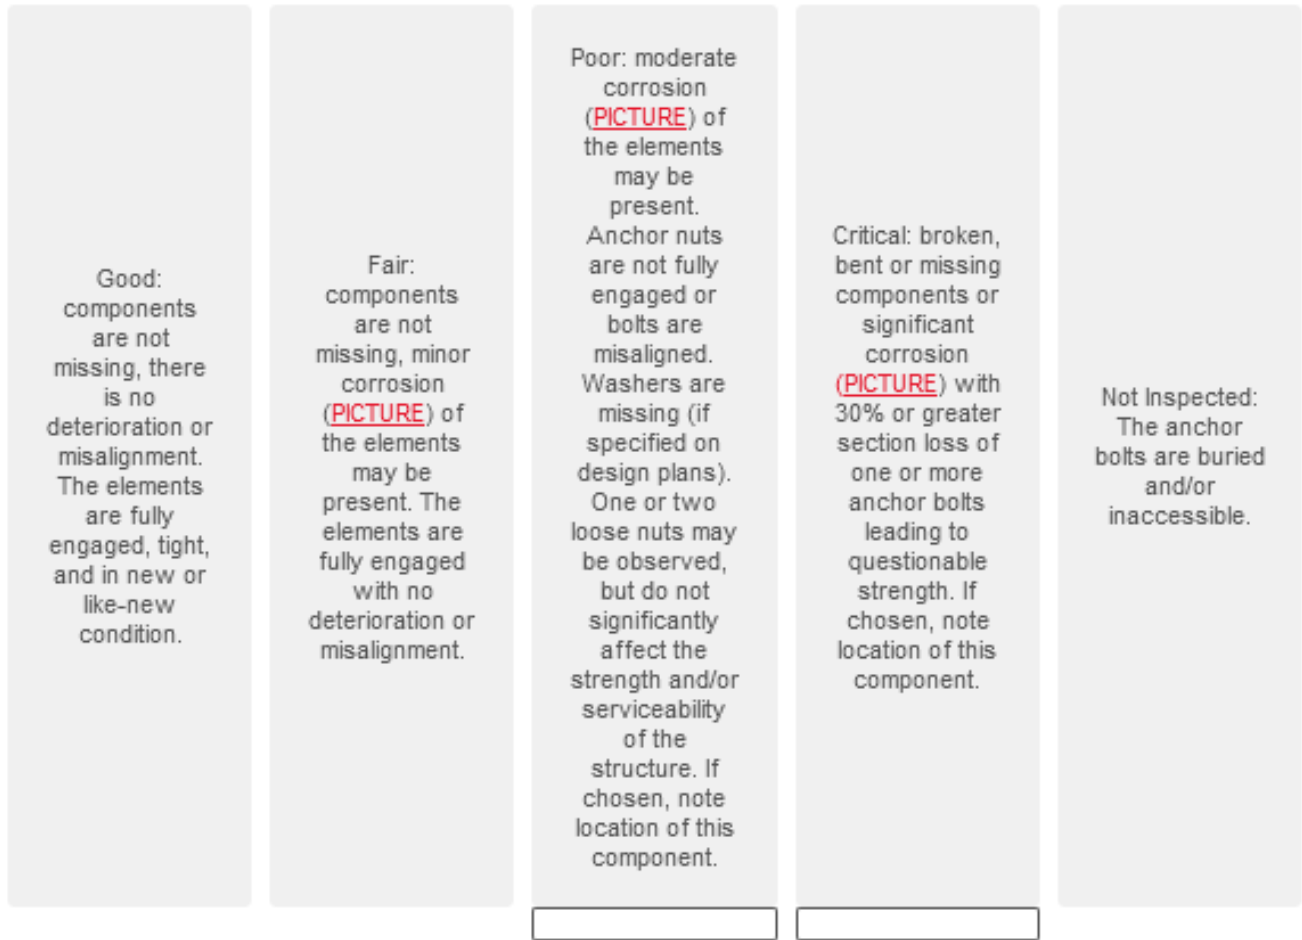 Good:
components
are not
missing, there
is no
deterioration or
misalignment.
The elements
are fully
engaged, tight,
and in new or
like-new
condition.
Fair:
components
are not
missing, minor
corrosion
(PICTURE) of
the elements
may be
present. The
elements are
fully engaged
with no
deterioration or
misalignment.
Poor: moderate
corrosion
(PICTURE) of
the elements
may be
present.
Anchor nuts
are not fully
engaged or
bolts are
misaligned.
Washers are
missing (if
specified on
design plans).
One or two
loose nuts may
be observed,
but do not
significantly
affect the
strength and/or
serviceability
of the
structure. If
chosen, note
location of this
component.
Critical: broken,
bent or missing
components or
significant
corrosion
(PICTURE) with
30% or greater
section loss of
one or more
anchor bolts
leading to
questionable
strength. If
chosen, note
location of this
component.
Not Inspected:
The anchor
bolts are buried
and/or
inaccessible.